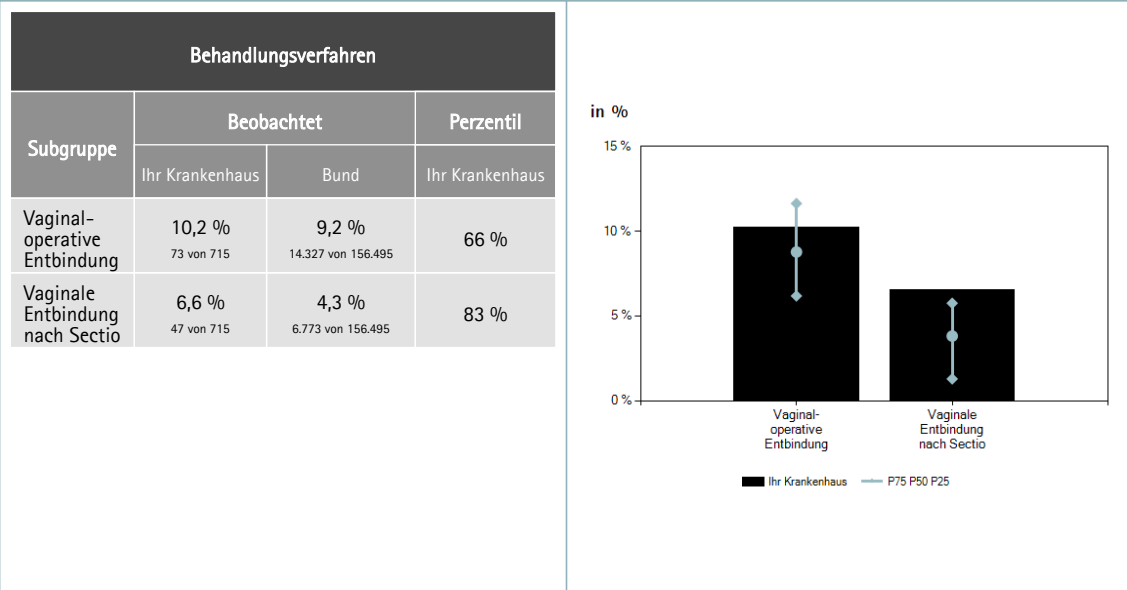 Behandlungsverfahren
Subgruppe
Beobachtet
Perzentil
Ihr Krankenhaus
Bund
Ihr Krankenhaus
Vaginal-
operative
Entbindung
10,2 %
73 von 715
9,2 %
14.327 von 156.495
66 %
Vaginale
Entbindung
nach Sectio
6,6 %
47 von 715
4,3 %
6.773 von 156.495
83 %
in %
15 %
10 %
5 %
0 %
Vaginal-
operative
Entbindung
Vaginale
Entbindung
nach Sectio
Ihr Krankenhaus
P75 P50 P25